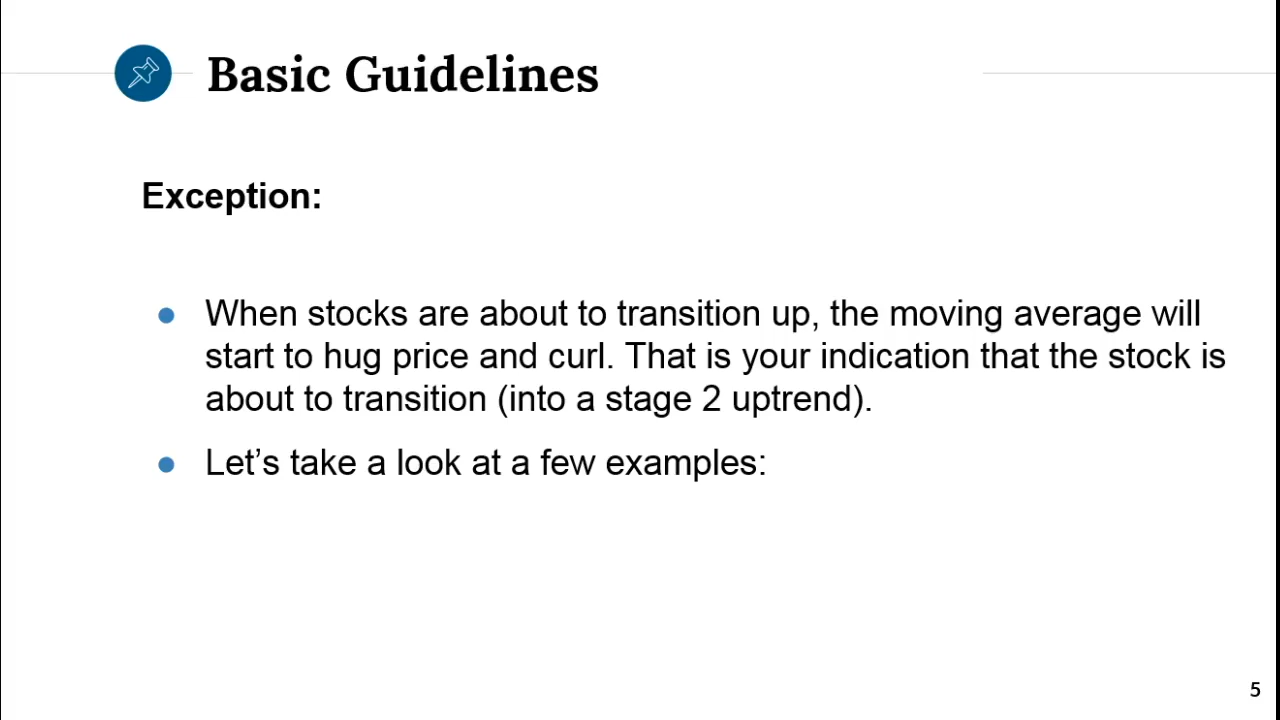 Basic Guidelines
Exception:
● When stocks are about to transition up, the moving average will
start to hug price and curl. That is your indication that the stock is
about to transition (into a stage 2 uptrend).
● Let’s take a look at a few examples:
5